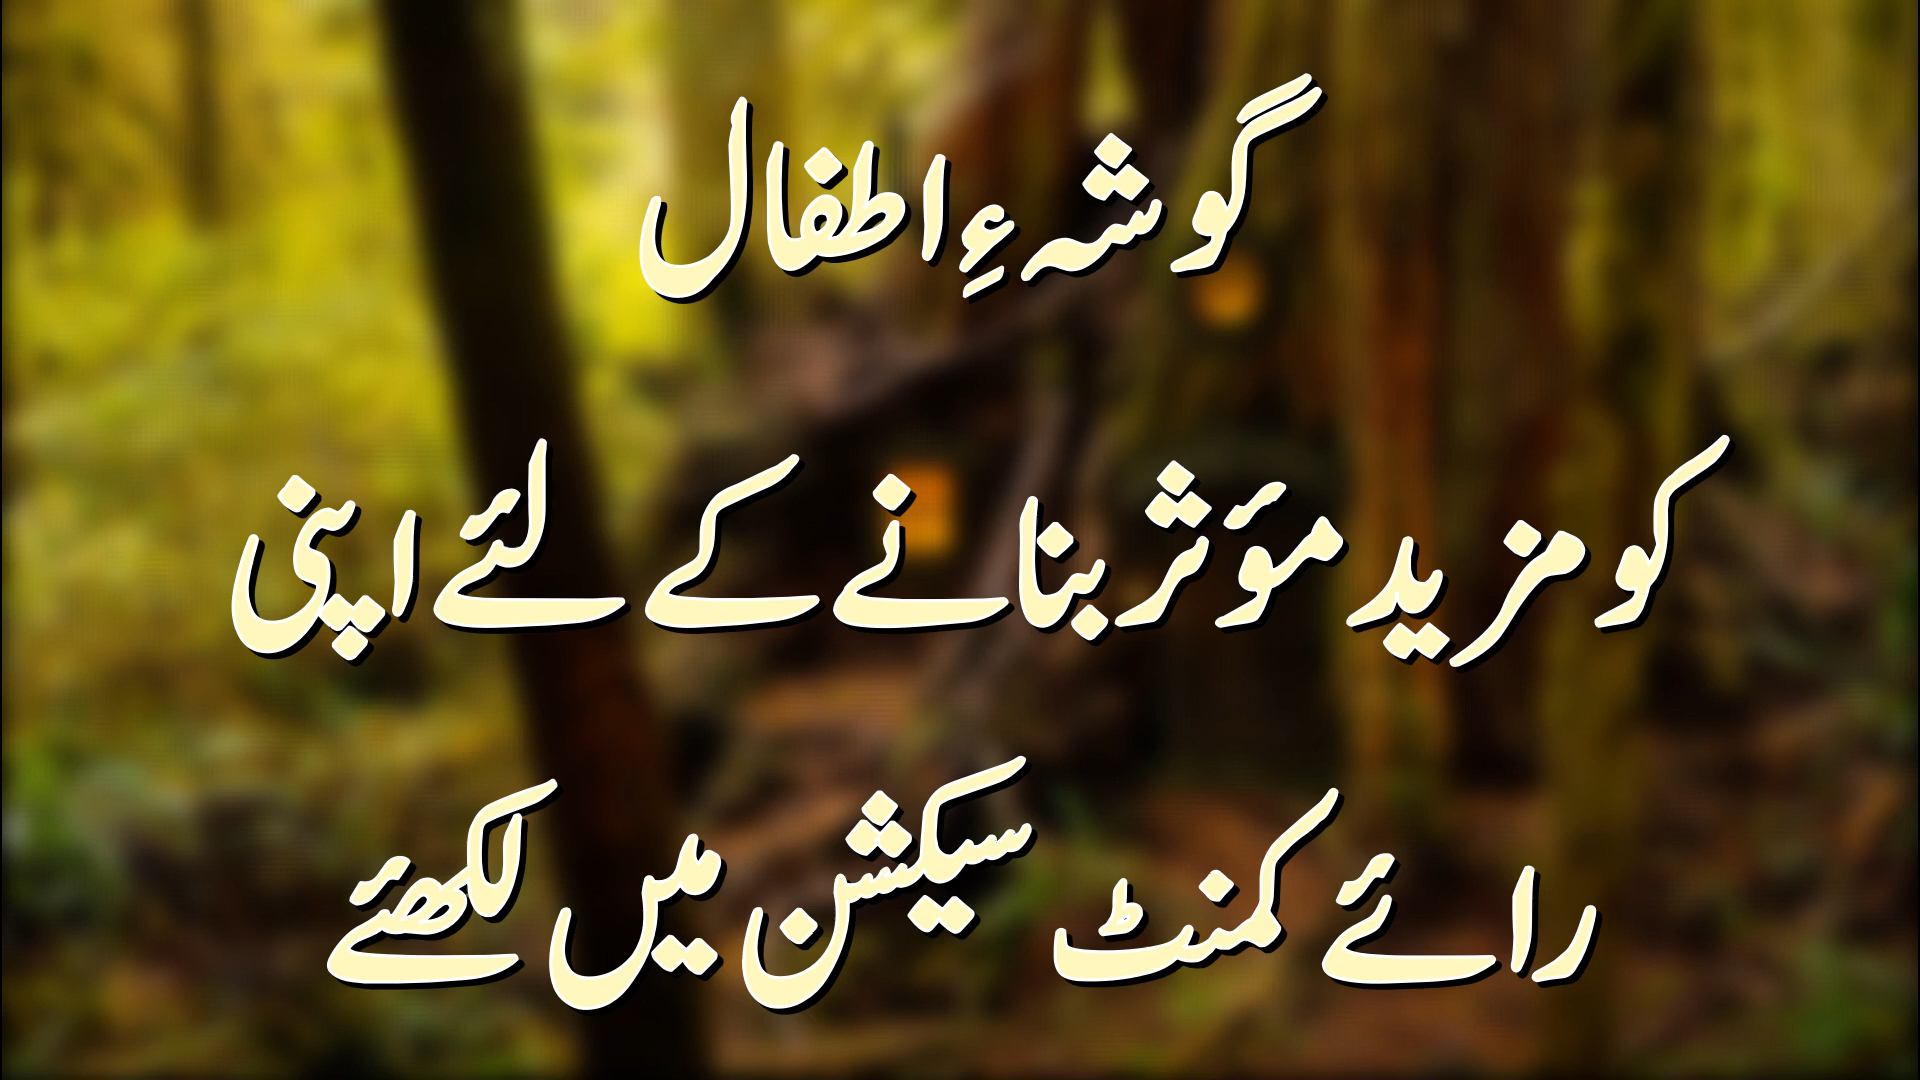 گوشہ ءِ اطفال
کو مزید مؤثر بنانے کے لئے اپنی
رائے کمنٹ سیکشن میں لکھئے